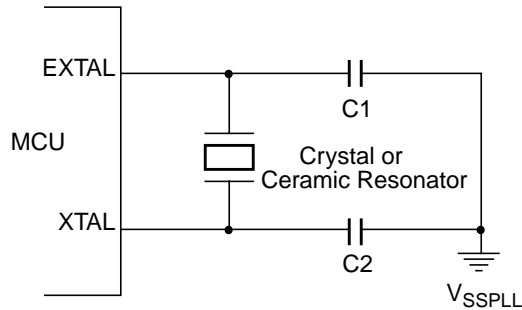 EXTAL
C1
MCU
Crystal or
Ceramic Resonator
XTAL
C2
VSSPLL